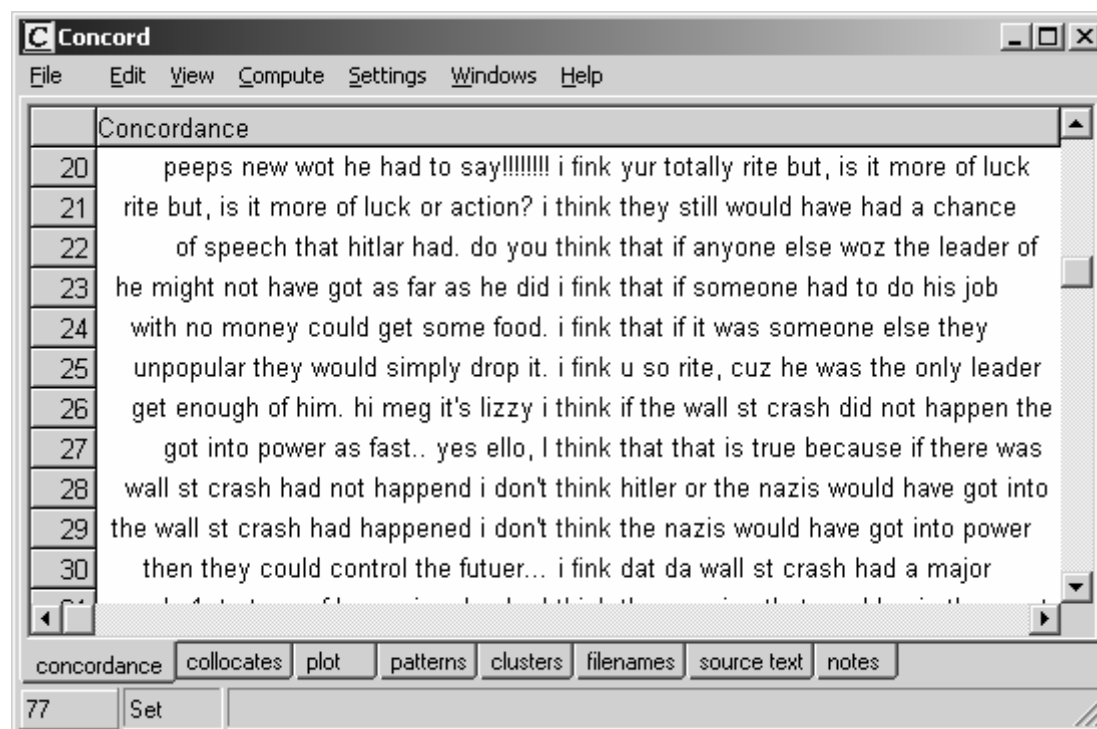 Concord
File Edit View Compute Settings Windows Help
Concordance
20 peeps new wot he had to say!!!!!!!! i fink yur totally rite but, is it more of luck
21 rite but, is it more of luck or action? i think they still would have had a chance
22 of speech that hitlar had. do you think that if anyone else woz the leader of
23 he might not have got as far as he did i fink that if someone had to do his job
24 with no money could get some food. i fink that if it was someone else they
25 unpopular they would simply drop it. i fink u so rite, cuz he was the only leader
26 get enough of him. hi meg it's lizzy i think if the wall st crash did not happen the
27 got into power as fast.. yes ello, I think that that is true because if there was
28 wall st crash had not happend i don't think hitler or the nazis would have got into
29 the wall st crash had happened i don't think the nazis would have got into power
30 then they could control the futuer... i fink dat da wall st crash had a major
concordance collocates plot patterns clusters filenames source text notes
77 Set